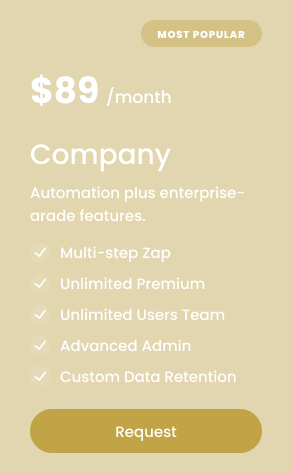 MOST POPULAR
$89 /month
Company
Automation plus enterprise-
grade features.
Multi-step Zap
Unlimited Premium
Unlimited Users Team
Advanced Admin
Custom Data Retention
Request